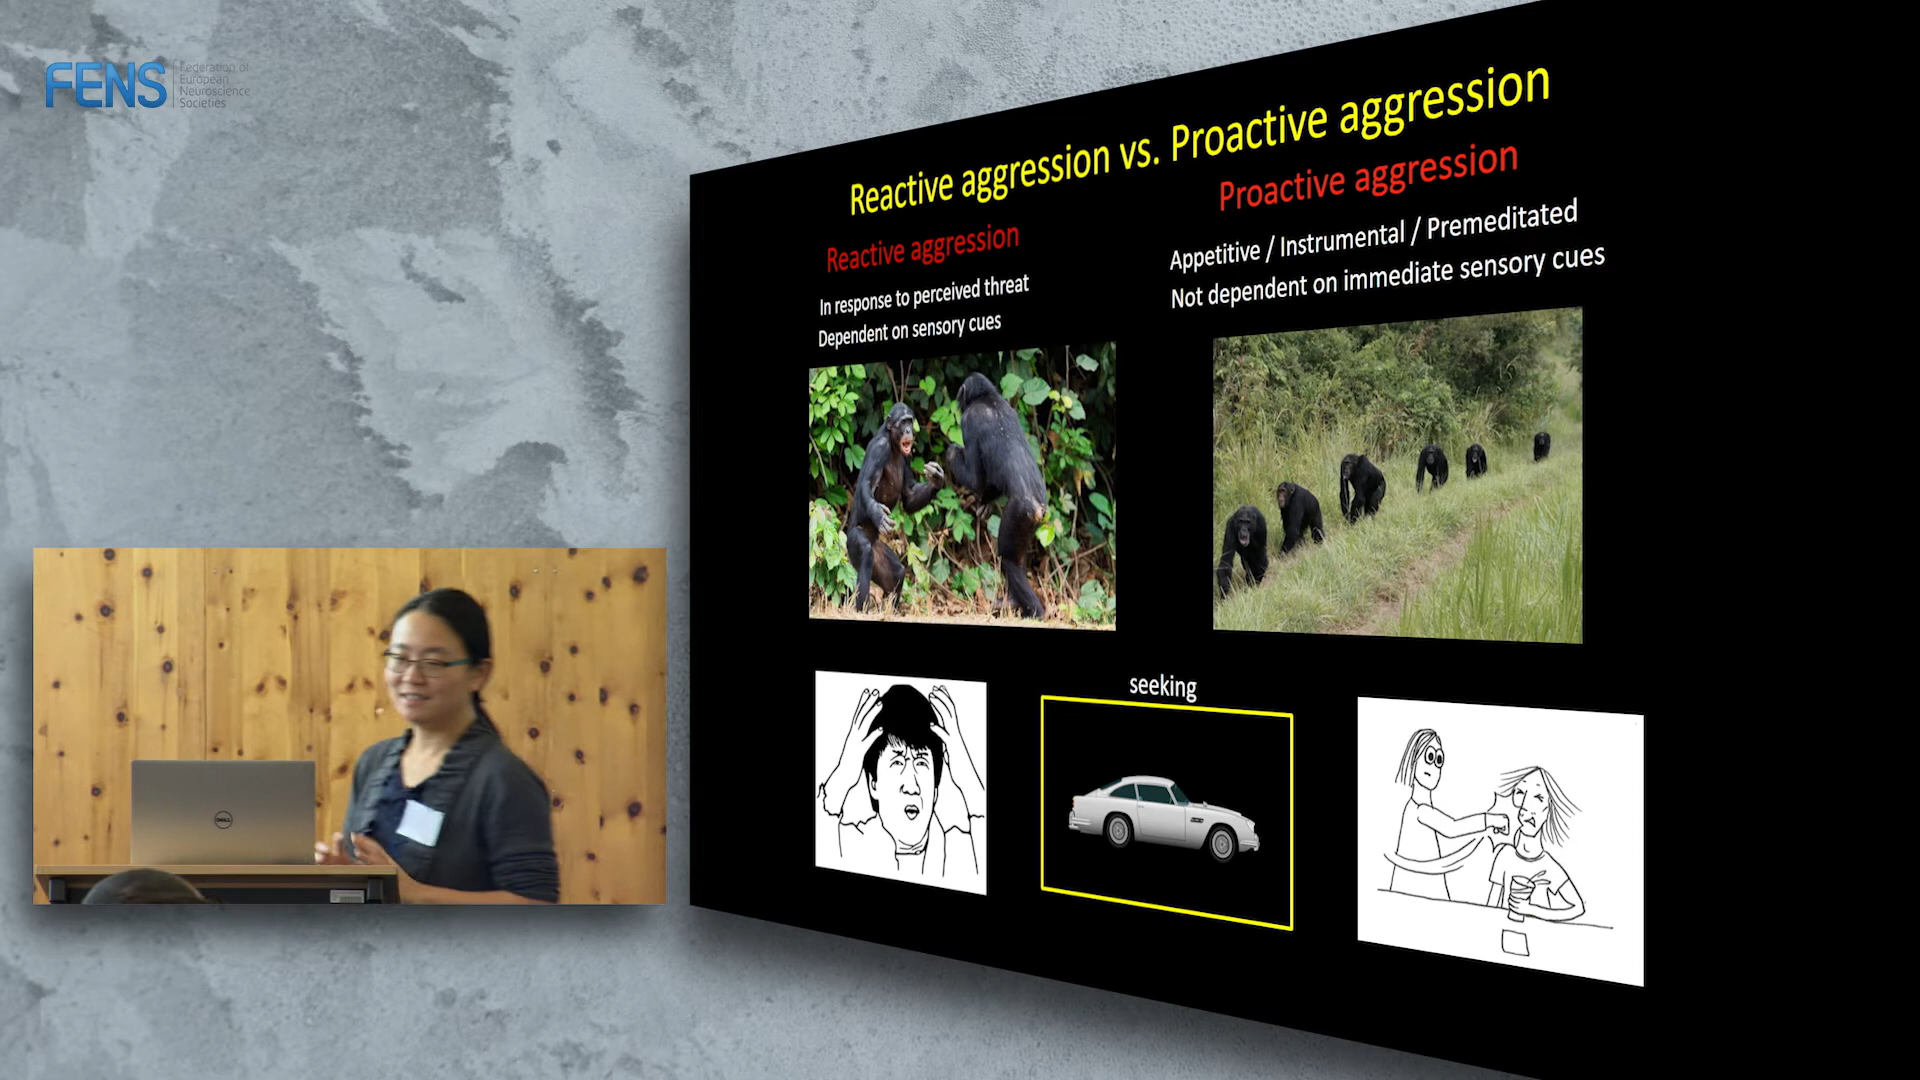 FENS
Federation of
European
Neuroscience
Societies
Reactive aggression vs. Proactive aggression
Reactive aggression
In response to perceived threat
Dependent on sensory cues
Proactive aggression
Appetitive / Instrumental / Premeditated
Not dependent on immediate sensory cues
seeking
DELL